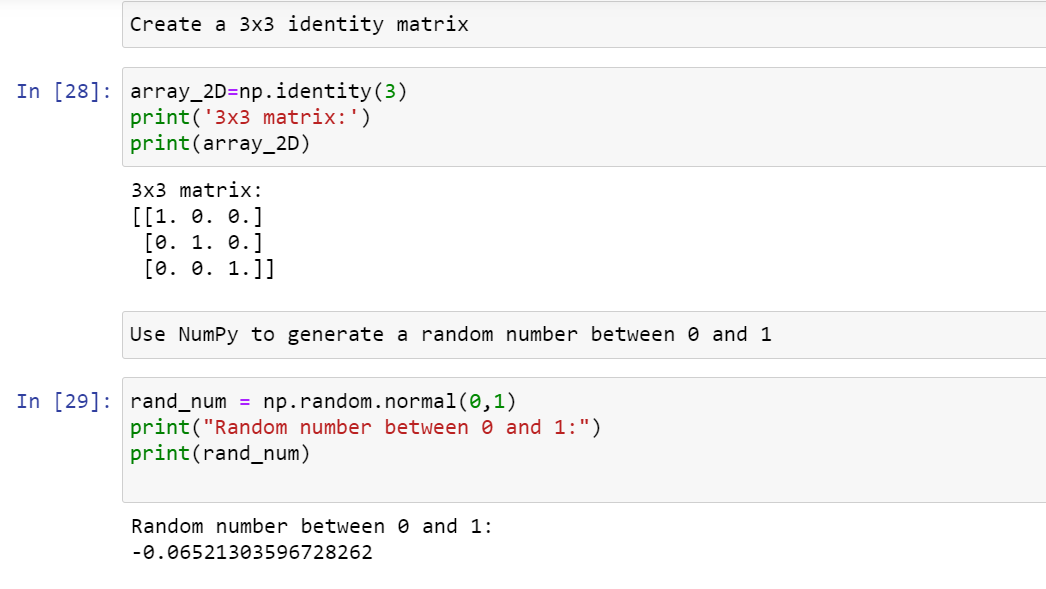 Create a 3x3 identity matrix
In [28]: array_2D=np.identity(3)
print('3x3 matrix:')
print(array_2D)
3x3 matrix:
[[1. 0. 0.]
[0. 1. 0.]
[0. 0. 1.]]
Use NumPy to generate a random number between 0 and 1
In [29]: rand_num = np.random.normal(0,1)
print("Random number between 0 and 1:")
print(rand_num)
Random number between 0 and 1:
-0.06521303596728262